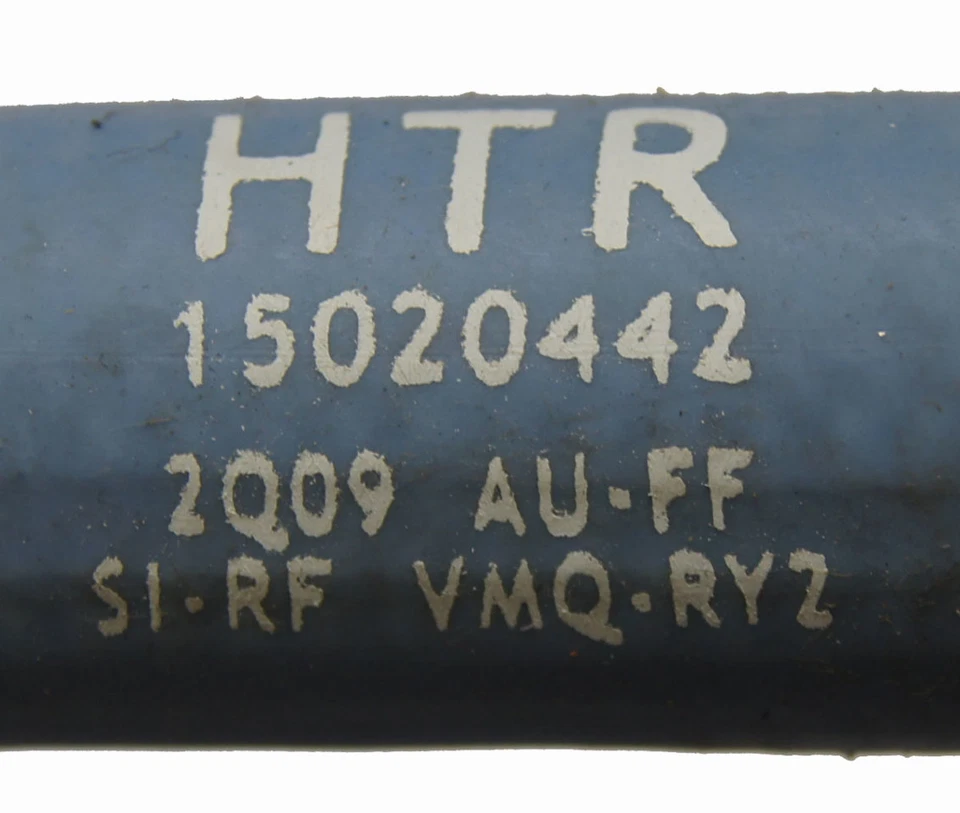 HTR
15020442
2Q09 AU-FF
SI-RF VMQ-RYZ